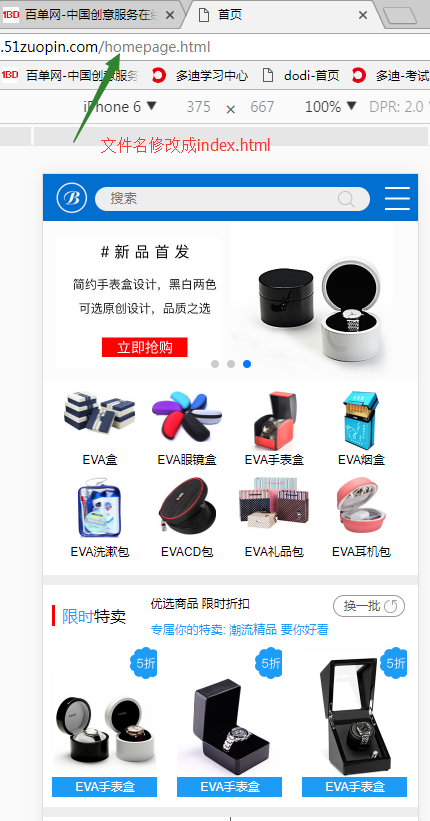 1BD 百单网-中国创意服务在
首页
.51zuopin.com/homepage.html
1BD 百单网-中国创意服务
多迪学习中心
dodi-首页
多迪-考试
iPhone 6 ▼ 375 × 667 100% ▼ DPR: 2.0
文件名修改成index.html
B 搜索
#新品首发
简约手表盒设计，黑白两色
可选原创设计，品质之选
立即抢购
EVA盒 EVA眼镜盒 EVA手表盒 EVA烟盒
EVA洗漱包 EVACD包 EVA礼品包 EVA耳机包
限时特卖
优选商品 限时折扣
换一批
专属你的特卖: 潮流精品 要你好看
5折 5折 5折
EVA手表盒 EVA手表盒 EVA手表盒